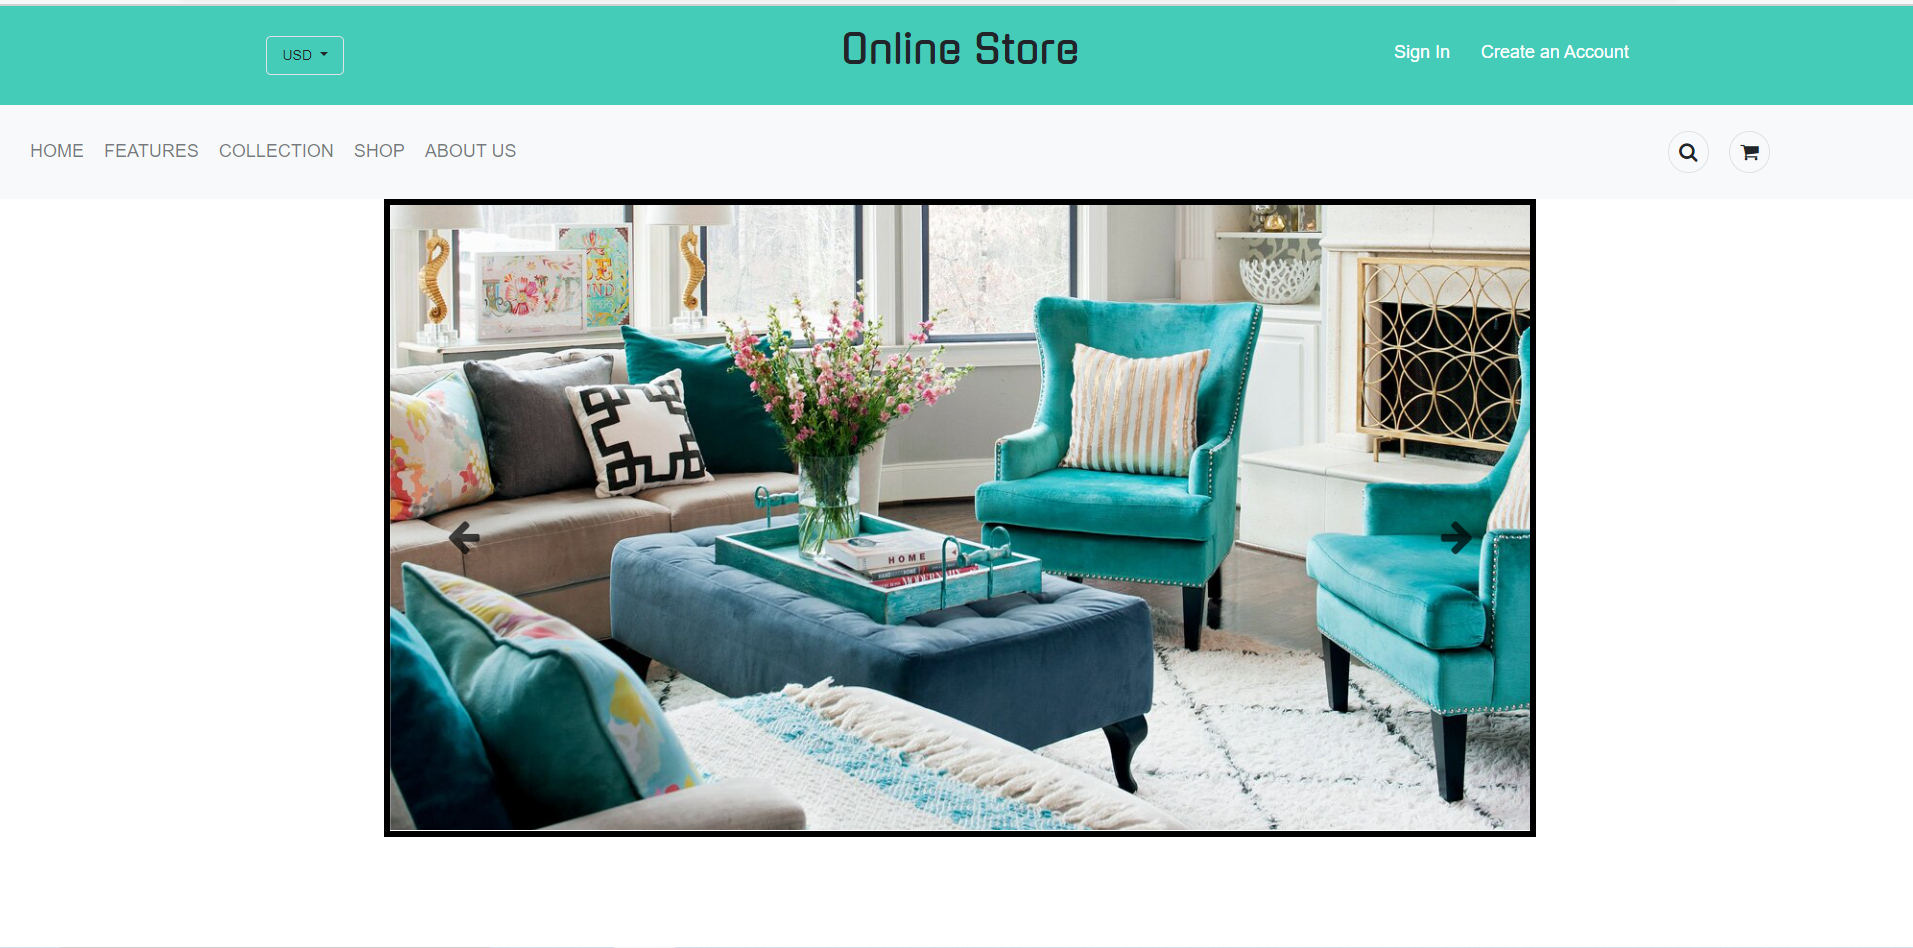 USD
Online Store
Sign In
Create an Account
HOME
FEATURES
COLLECTION
SHOP
ABOUT US
HOME